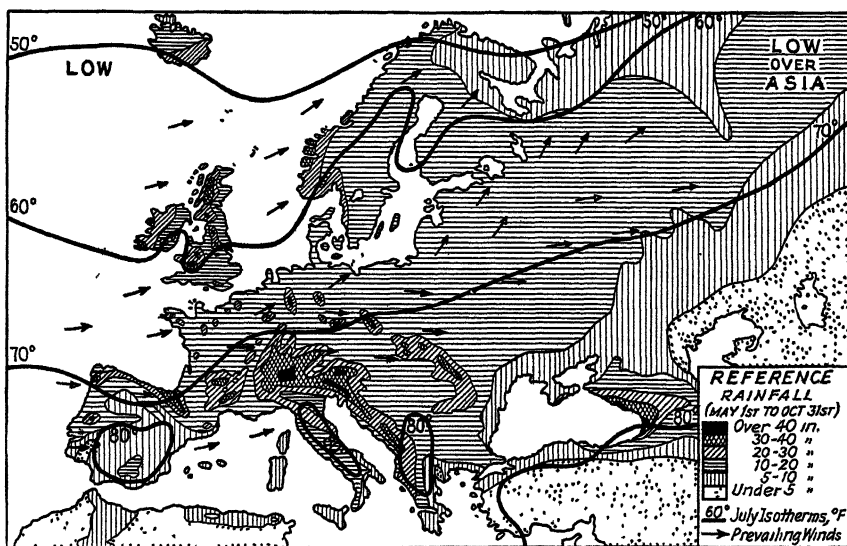 50°
50°
60°
LOW
LOW
OVER
ASIA
70°
60°
70°
80°
80°
80°
REFERENCE
RAINFALL
(MAY 1ST TO OCT 31ST)
Over 40 in.
30-40 "
20-30 "
10-20 "
5-10 "
Under 5 "
60° July Isotherms, °F
Prevailing Winds